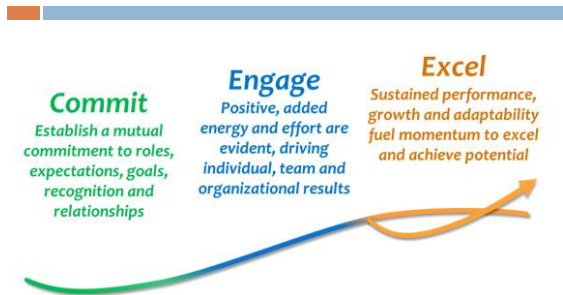 Commit
Establish a mutual
commitment to roles,
expectations, goals,
recognition and
relationships
Engage
Positive, added
energy and effort are
evident, driving
individual, team and
organizational results
Excel
Sustained performance,
growth and adaptability
fuel momentum to excel
and achieve potential